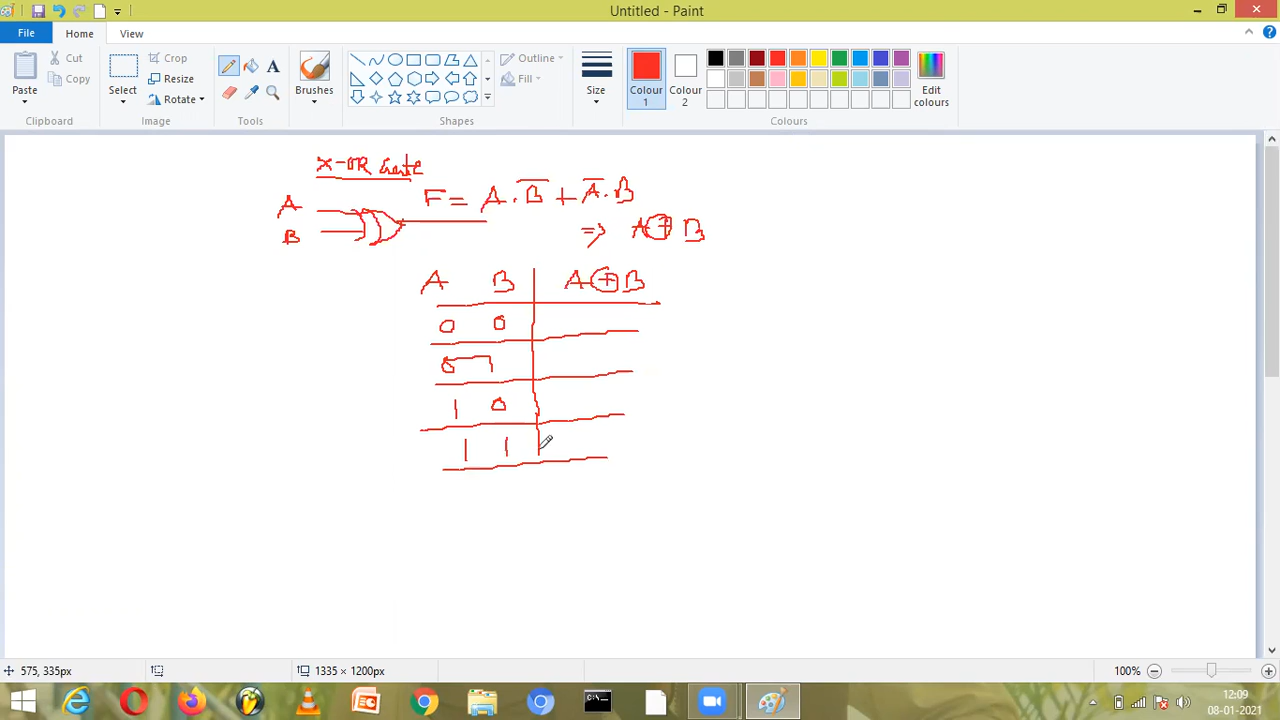 Untitled - Paint
File Home View
Paste
Cut
Copy
Clipboard
Select
Crop
Resize
Rotate
Image
A
Tools
Brushes
Outline
Fill
Shapes
Size
Colour 1
Colour 2
Edit colours
Colours
X-OR Gate
F = A . B̅ + A̅ . B
A
B
=> A ⊕ B
A B A ⊕ B
0 0
0 1
1 0
1 1
575, 335px
1335 × 1200px
100%
12:09
08-01-2021